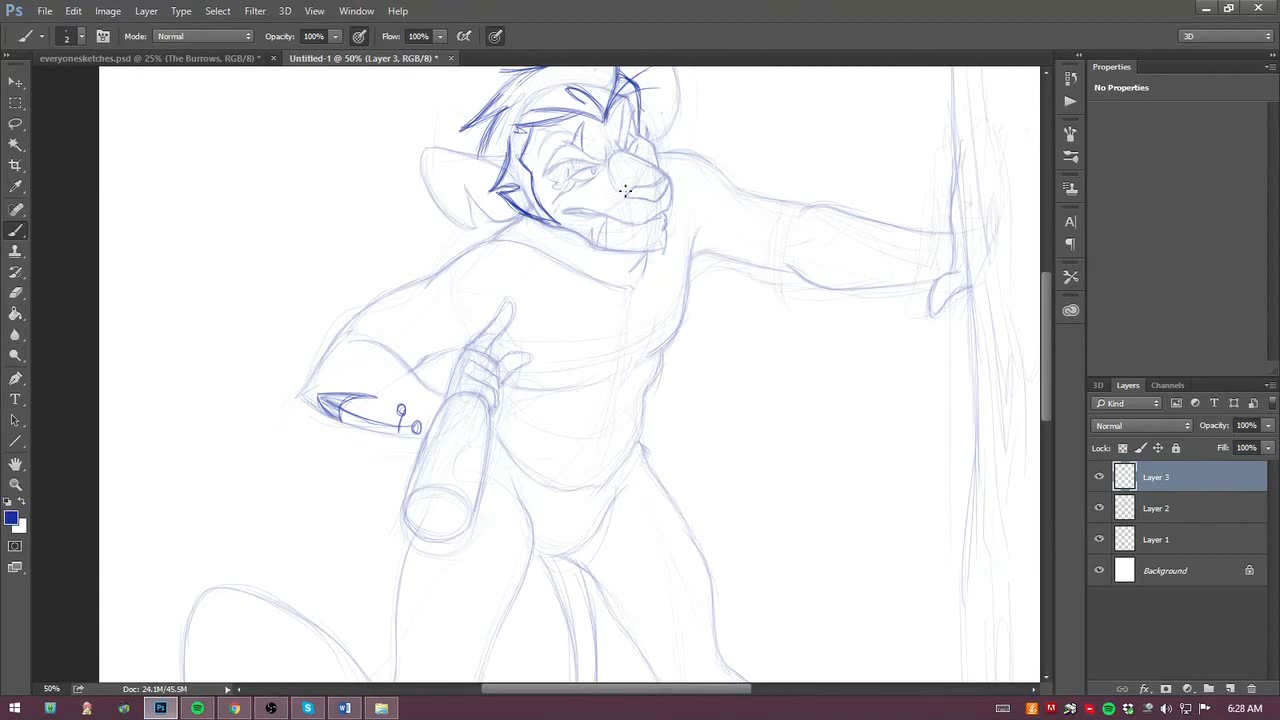 Ps File Edit Image Layer Type Select Filter 3D View Window Help
2 Mode: Normal Opacity: 100% Flow: 100% 3D
everyonesketches.psd @ 25% (The Burrows, RGB/8) * × Untitled-1 @ 50% (Layer 3, RGB/8) * ×
Properties
No Properties
3D Layers Channels
Kind
Normal Opacity: 100%
Lock: Fill: 100%
Layer 3
Layer 2
Layer 1
Background
50% Doc: 24.1M/45.5M
6:28 AM